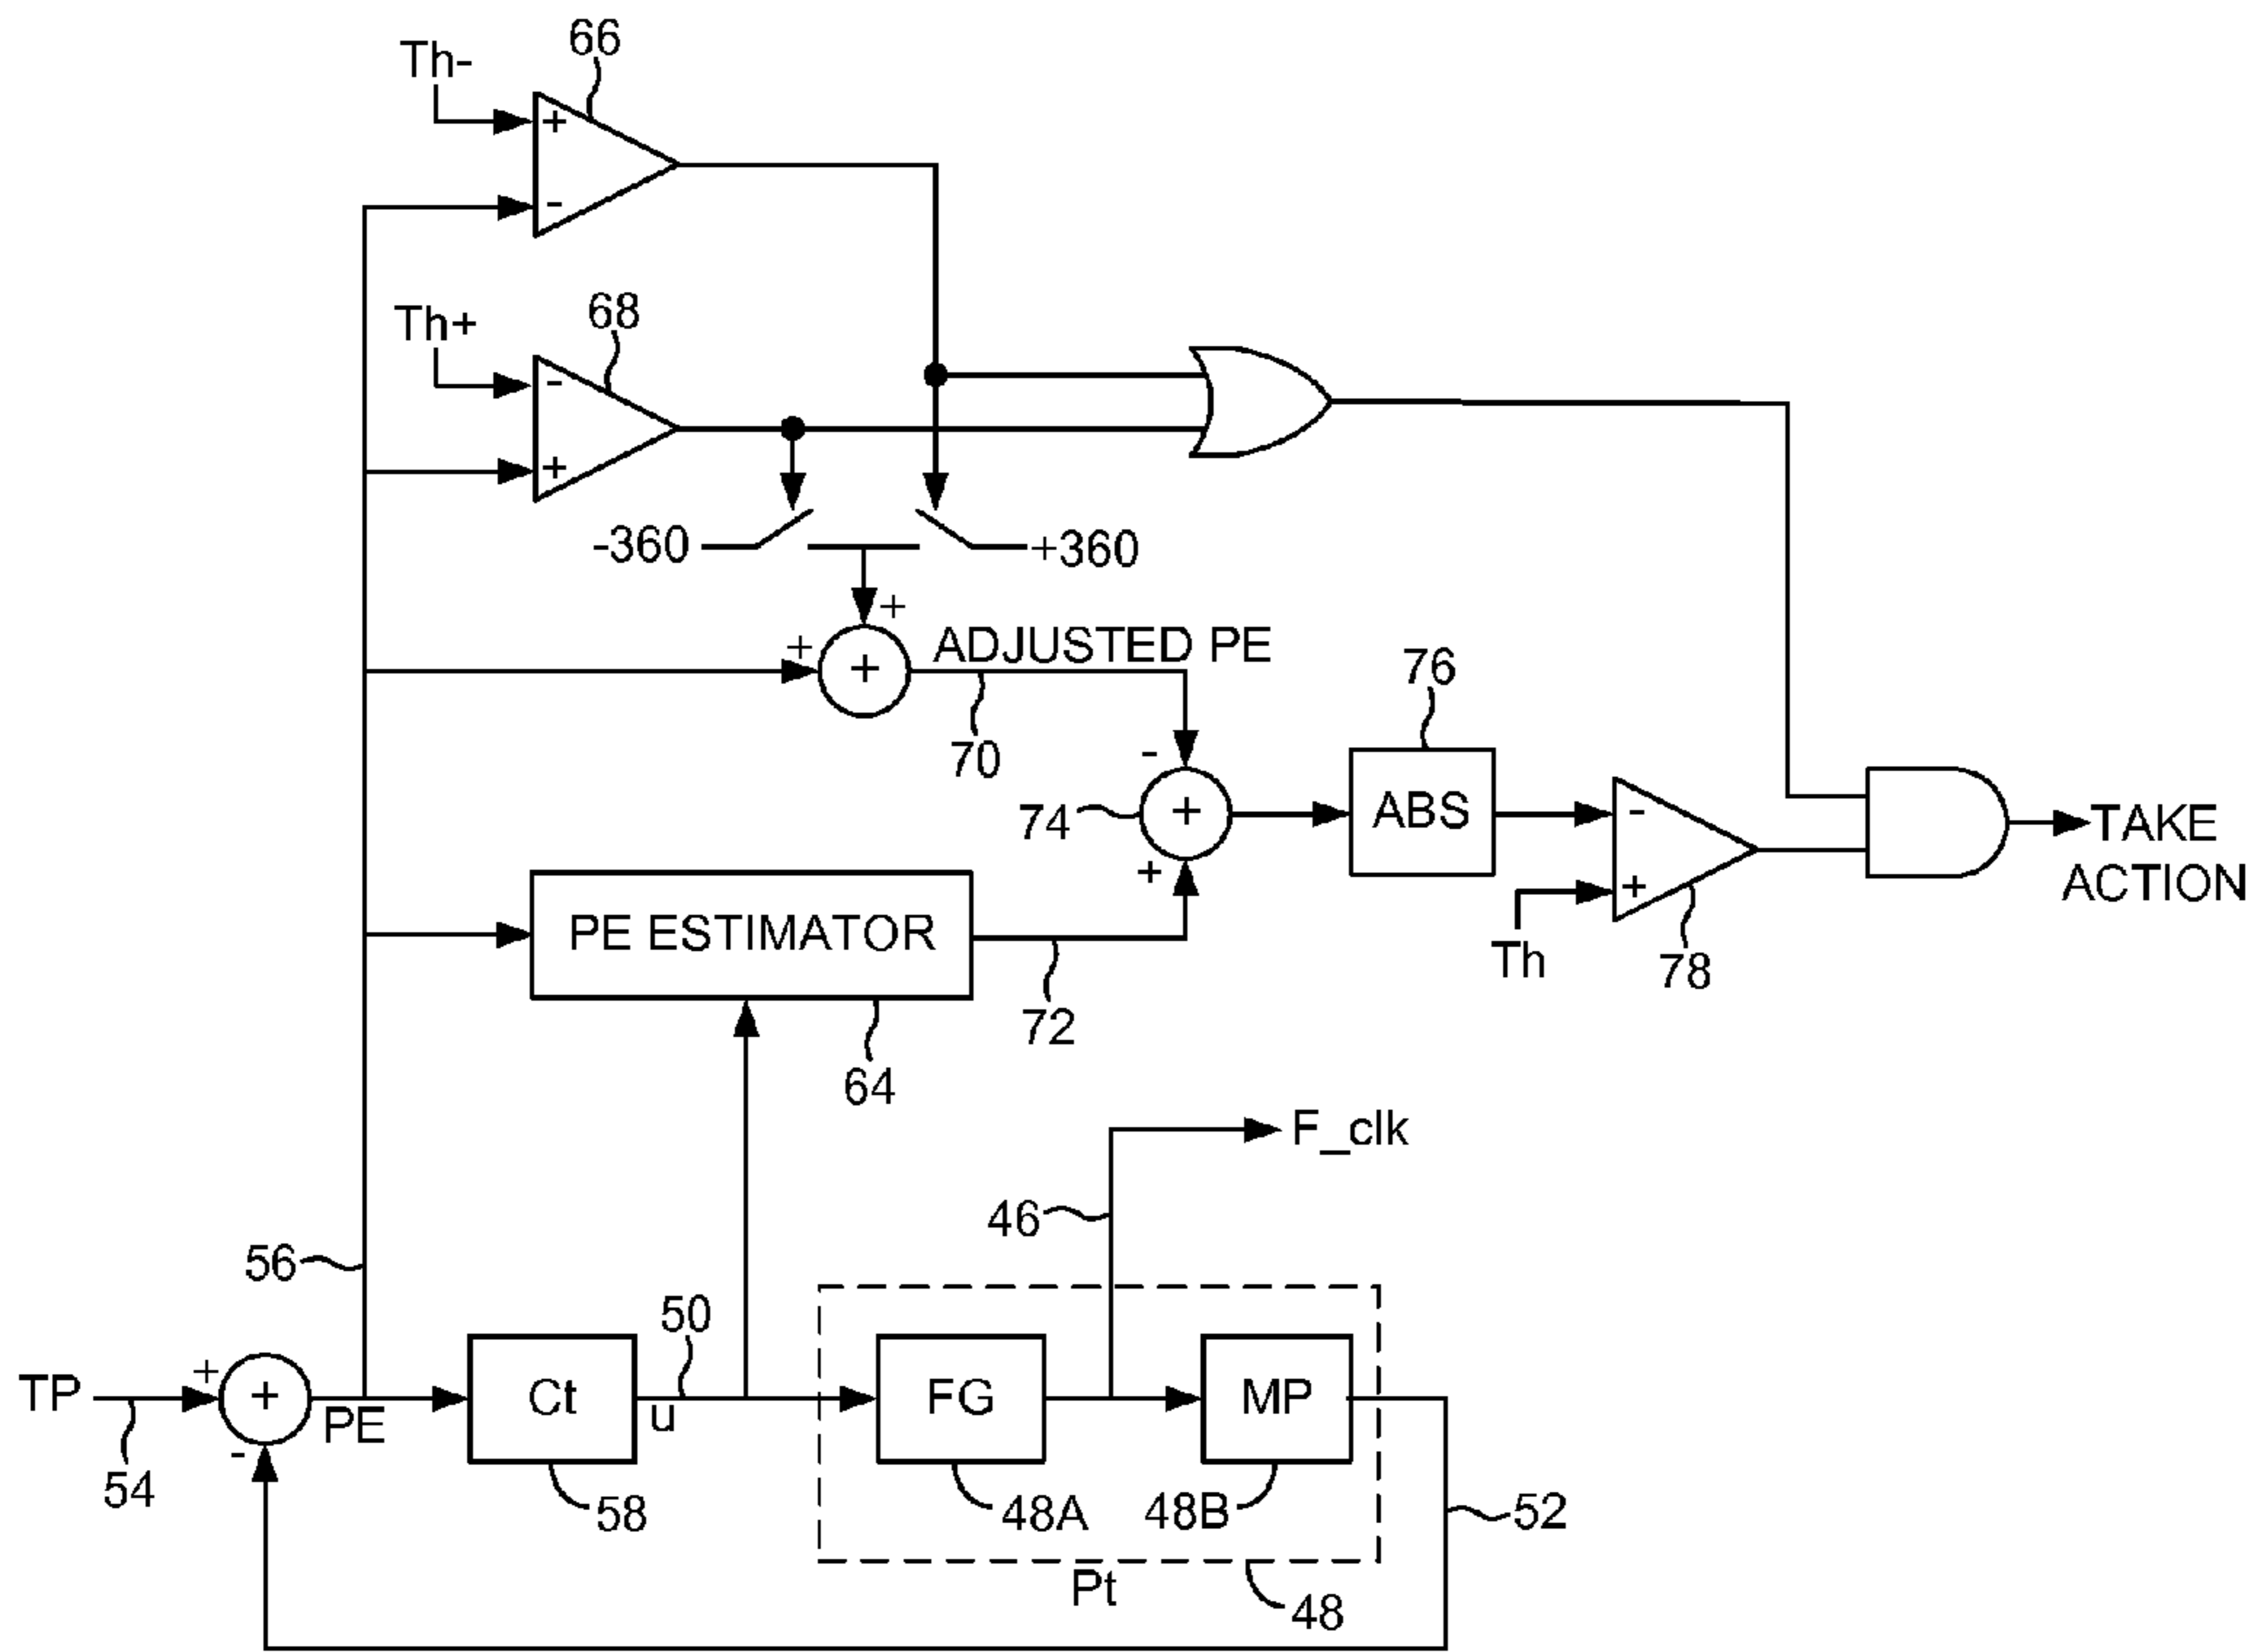 66
Th-
+
-
68
Th+
-
+
-360
+360
+
+
+
ADJUSTED PE
70
76
-
74
+
ABS
-
+
TAKE
ACTION
+
PE ESTIMATOR
72
Th
78
64
F_clk
46
56
50
TP
+
+
PE
-
54
Ct
u
58
FG
MP
48A
48B
52
Pt
48